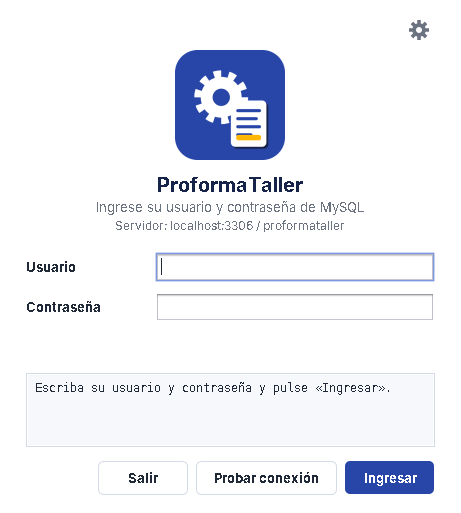 ProformaTaller
Ingrese su usuario y contraseña de MySQL
Servidor: localhost:3306 / proformataller
Usuario
Contraseña
Escriba su usuario y contraseña y pulse «Ingresar».
Salir
Probar conexión
Ingresar